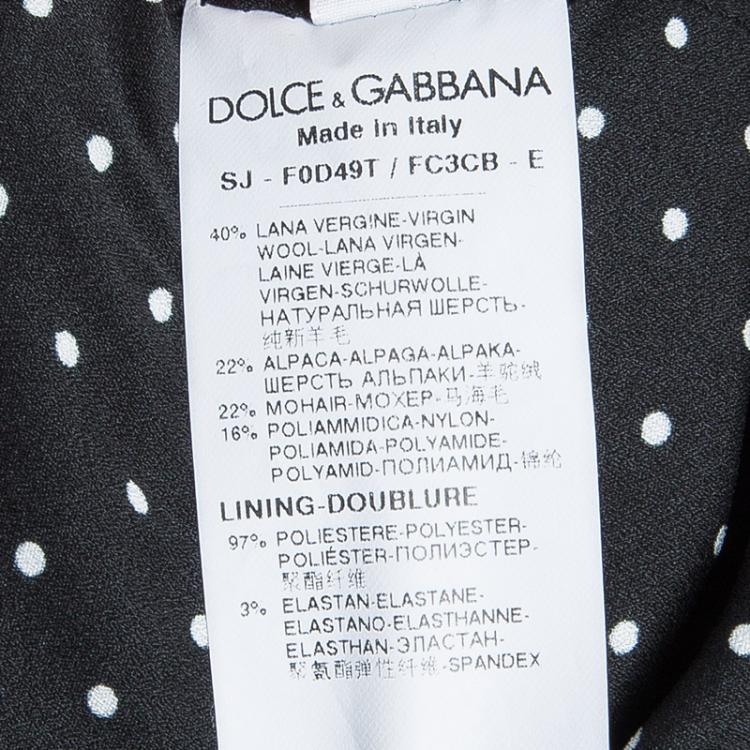 DOLCE & GABBANA
Made in Italy
SJ - F0D49T / FC3CB - E
40% LANA VERGINE-VIRGIN
WOOL-LANA VIRGEN-
LAINE VIERGE-LÀ
VIRGEN-SCHURWOLLE-
НАТУРАЛЬНАЯ ШЕРСТЬ-
纯新羊毛
22% ALPACA-ALPAGA-ALPAKA-
ШЕРСТЬ АЛЬПАКИ-羊驼绒
22% MOHAIR-МОХЕР-马海毛
16% POLIAMMIDICA-NYLON-
POLIAMIDA-POLYAMIDE-
POLYAMID-ПОЛИАМИД-锦纶
LINING-DOUBLURE
97% POLIESTERE-POLYESTER-
POLIÉSTER-ПОЛИЭСТЕР-
聚酯纤维
3% ELASTAN-ELASTANE-
ELASTANO-ELASTHANNE-
ELASTHAN-ЭЛАСТАН-
聚氨酯弹性纤维-SPANDEX